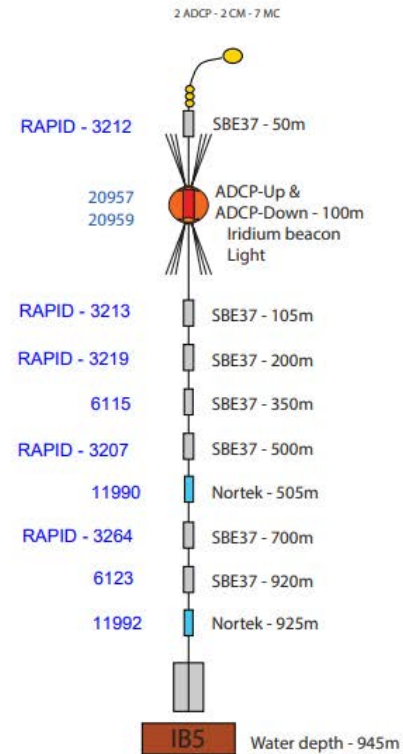 2 ADCP - 2 CM - 7 MC
RAPID - 3212 SBE37 - 50m
20957 ADCP-Up &
20959 ADCP-Down - 100m
Iridium beacon
Light
RAPID - 3213 SBE37 - 105m
RAPID - 3219 SBE37 - 200m
6115 SBE37 - 350m
RAPID - 3207 SBE37 - 500m
11990 Nortek - 505m
RAPID - 3264 SBE37 - 700m
6123 SBE37 - 920m
11992 Nortek - 925m
IB5 Water depth - 945m